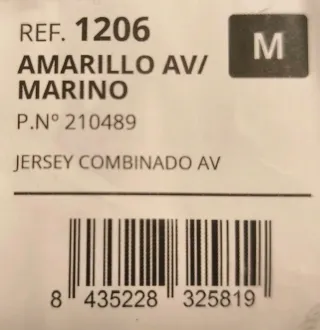 REF. 1206
M
AMARILLO AV/
MARINO
P.Nº 210489
JERSEY COMBINADO AV
8 435228 325819